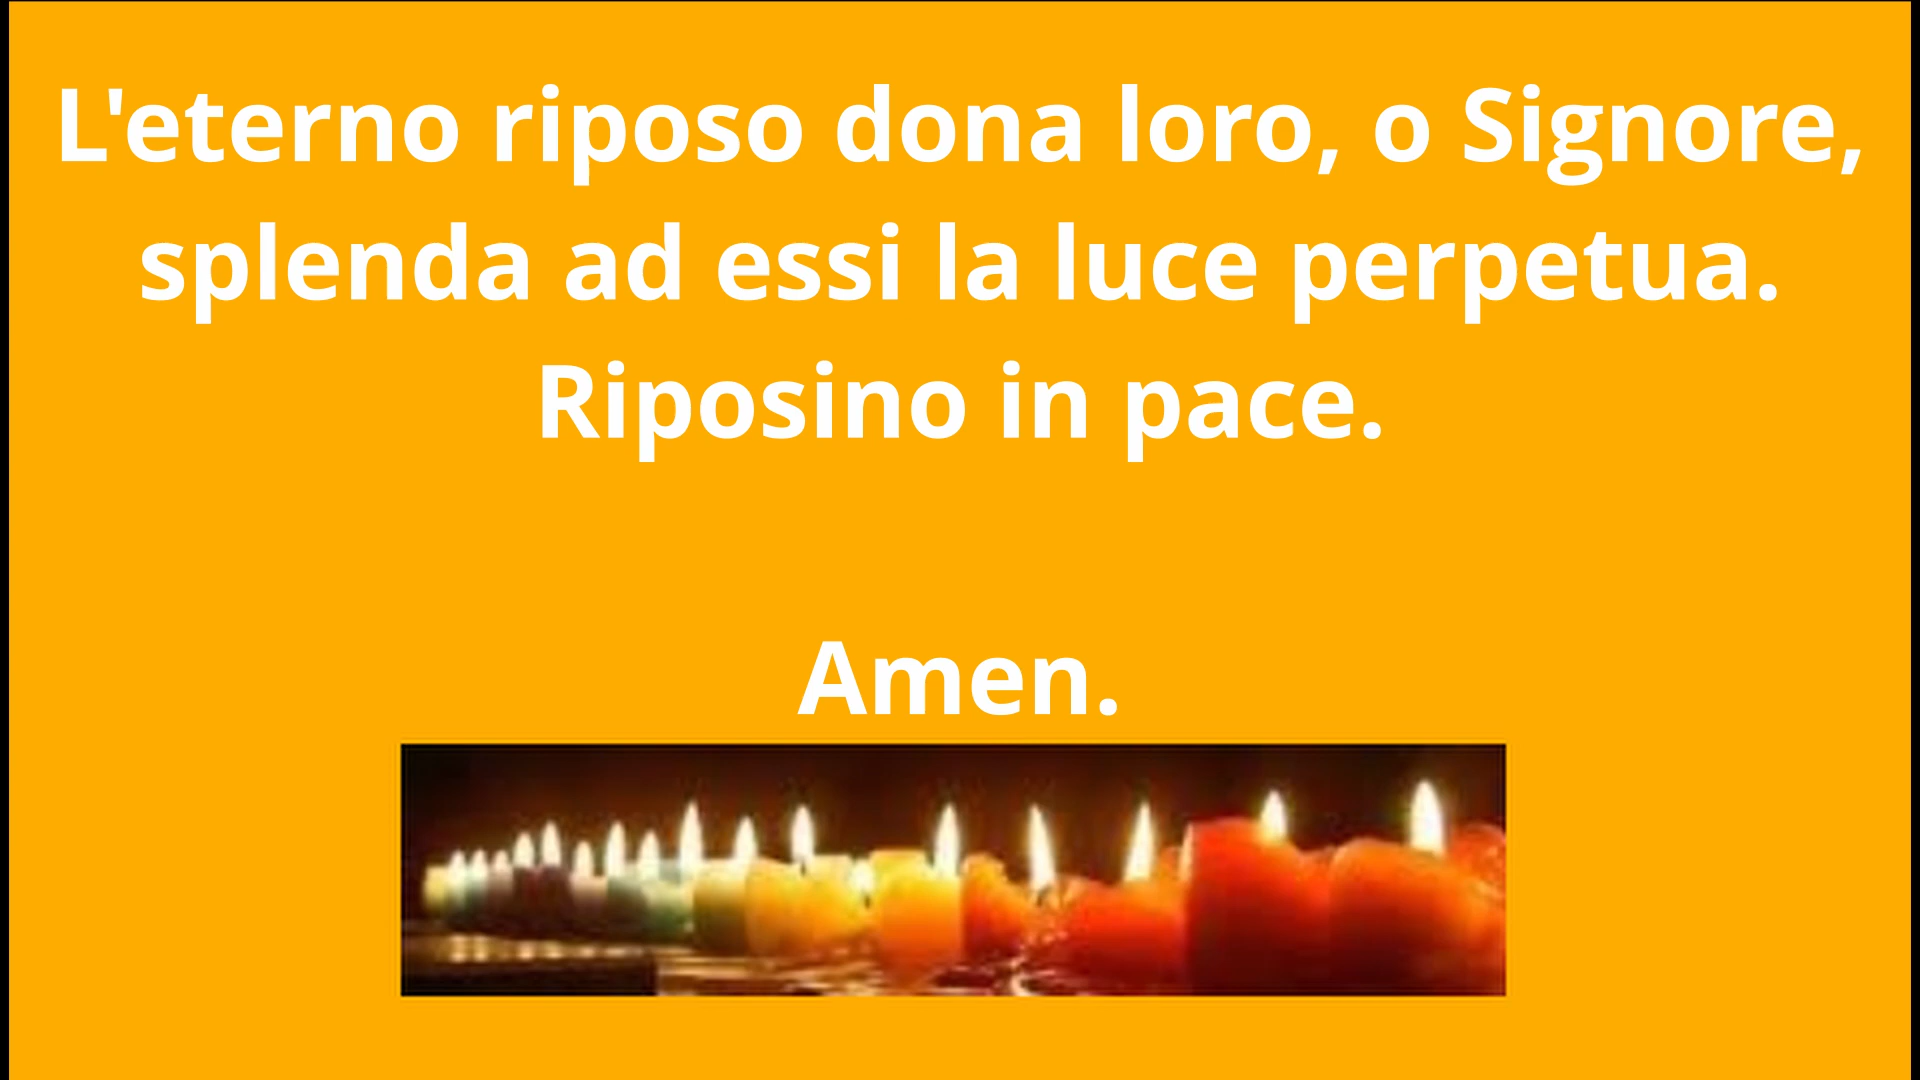 L'eterno riposo dona loro, o Signore,
splenda ad essi la luce perpetua.
Riposino in pace.
Amen.